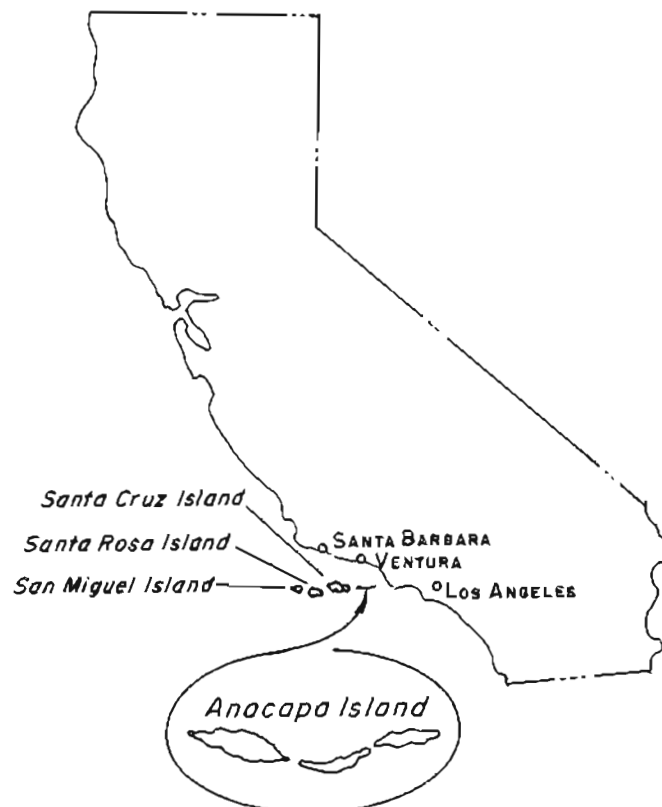 Santa Cruz Island
SANTA BARBARA
Santa Rosa Island
VENTURA
San Miguel Island
LOS ANGELES
Anacapa Island